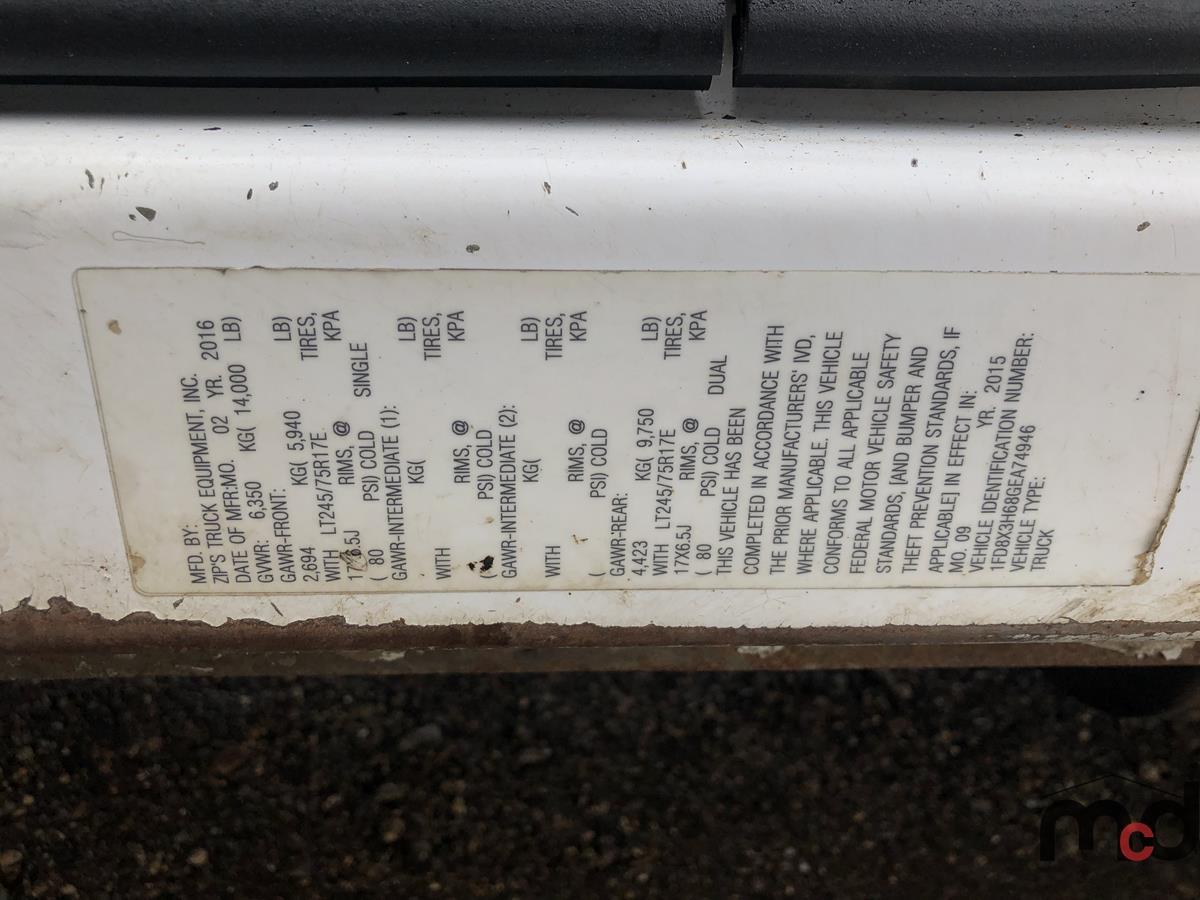 MFD. BY:
ZIPS TRUCK EQUIPMENT, INC.
DATE OF MFR:MO. 02 YR. 2016
GVWR: 6,350 KG( 14,000 LB)
GAWR-FRONT:
2,694 KG( 5,940 LB)
WITH LT245/75R17E TIRES,
17X6.5J RIMS, @ KPA
( 80 PSI) COLD SINGLE
GAWR-INTERMEDIATE (1):
KG( LB)
WITH TIRES,
RIMS, @ KPA
( PSI) COLD
GAWR-INTERMEDIATE (2):
KG( LB)
WITH TIRES,
RIMS, @ KPA
( PSI) COLD
GAWR-REAR:
4,423 KG( 9,750 LB)
WITH LT245/75R17E TIRES,
17X6.5J RIMS, @ KPA
( 80 PSI) COLD DUAL
THIS VEHICLE HAS BEEN
COMPLETED IN ACCORDANCE WITH
THE PRIOR MANUFACTURERS' IVD,
WHERE APPLICABLE. THIS VEHICLE
CONFORMS TO ALL APPLICABLE
FEDERAL MOTOR VEHICLE SAFETY
STANDARDS, [AND BUMPER AND
THEFT PREVENTION STANDARDS, IF
APPLICABLE] IN EFFECT IN:
MO. 09 YR. 2015
VEHICLE IDENTIFICATION NUMBER:
1FD8X3H68GEA74946
VEHICLE TYPE:
TRUCK
mcd